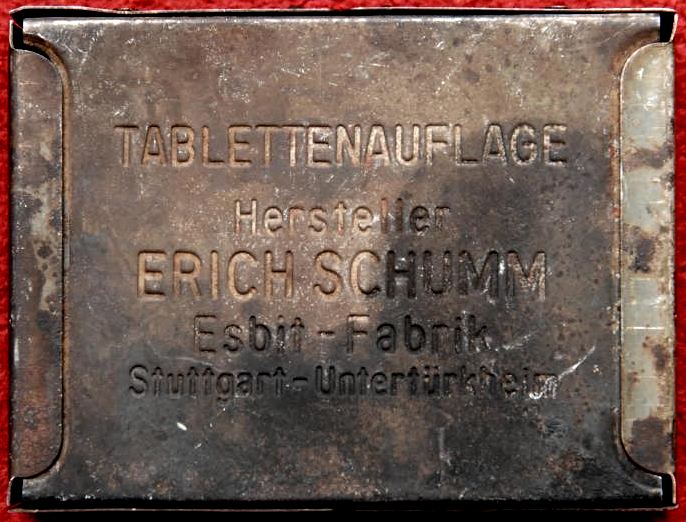 TABLETTENAUFLAGE
Hersteller
ERICH SCHUMM
Esbit - Fabrik
Stuttgart - Untertürkheim